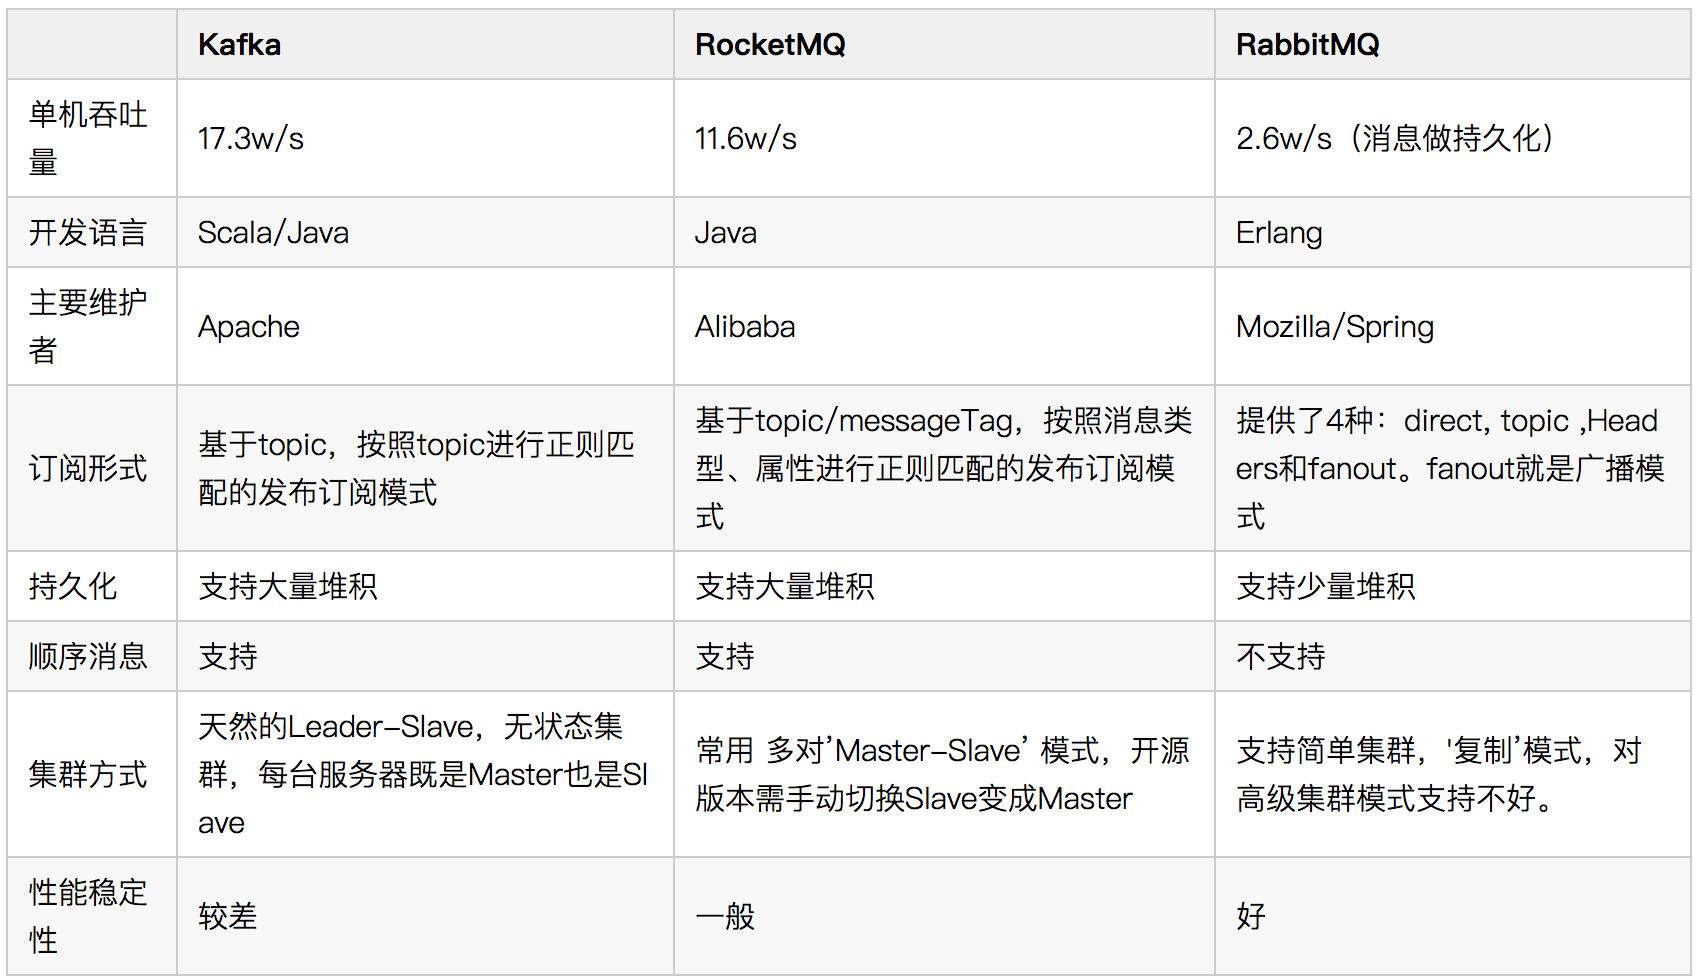 Kafka RocketMQ RabbitMQ
单机吞吐
量
17.3w/s
11.6w/s
2.6w/s（消息做持久化）
开发语言
Scala/Java
Java
Erlang
主要维护
者
Apache
Alibaba
Mozilla/Spring
订阅形式
基于topic，按照topic进行正则匹
配的发布订阅模式
基于topic/messageTag，按照消息类
型、属性进行正则匹配的发布订阅模
式
提供了4种：direct, topic ,Head
ers和fanout。fanout就是广播模
式
持久化
支持大量堆积
支持大量堆积
支持少量堆积
顺序消息
支持
支持
不支持
集群方式
天然的Leader-Slave，无状态集
群，每台服务器既是Master也是Sl
ave
常用 多对’Master-Slave’ 模式，开源
版本需手动切换Slave变成Master
支持简单集群，'复制’模式，对
高级集群模式支持不好。
性能稳定
性
较差
一般
好